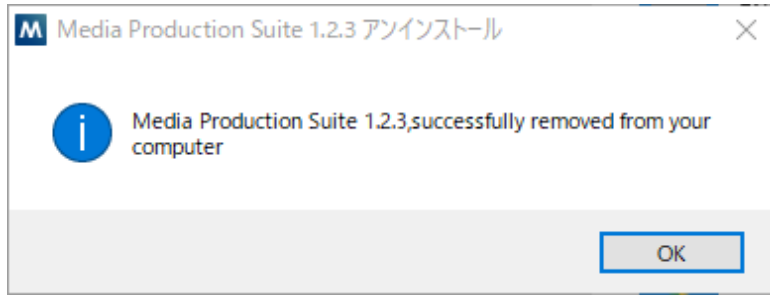 M Media Production Suite 1.2.3 アンインストール
i
Media Production Suite 1.2.3,successfully removed from your
computer
OK